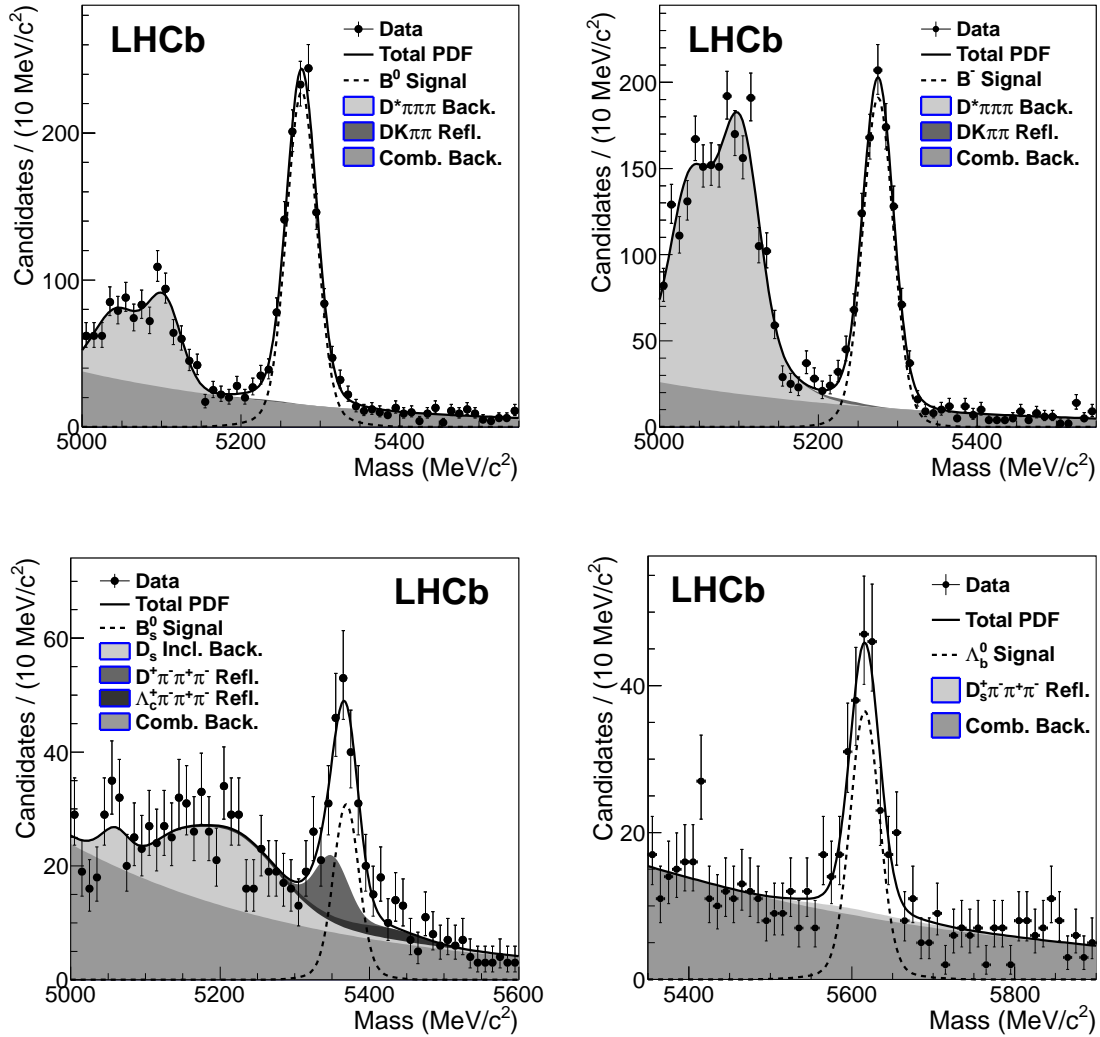 LHCb
Data
Total PDF
B⁰ Signal
D*πππ Back.
DKππ Refl.
Comb. Back.
Candidates / (10 MeV/c²)
0
100
200
5000
5200
5400
Mass (MeV/c²)
LHCb
Data
Total PDF
B⁻ Signal
D*πππ Back.
DKππ Refl.
Comb. Back.
Candidates / (10 MeV/c²)
0
50
100
150
200
5000
5200
5400
Mass (MeV/c²)
LHCb
Data
Total PDF
B⁰ₛ Signal
Dₛ Incl. Back.
D⁺π⁻π⁺π⁻ Refl.
Λ⁺_cπ⁻π⁺π⁻ Refl.
Comb. Back.
Candidates / (10 MeV/c²)
0
20
40
60
5000
5200
5400
5600
Mass (MeV/c²)
LHCb
Data
Total PDF
Λ⁰_b Signal
D⁺ₛπ⁻π⁺π⁻ Refl.
Comb. Back.
Candidates / (10 MeV/c²)
0
20
40
5400
5600
5800
Mass (MeV/c²)